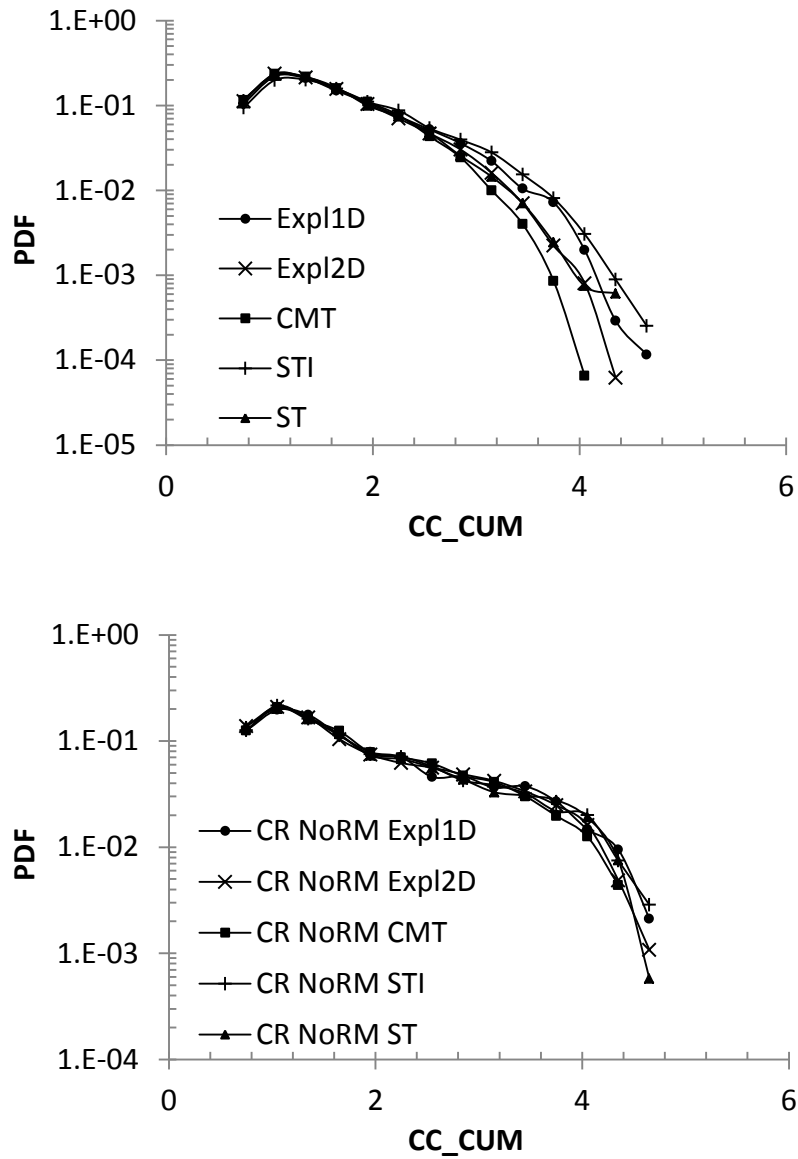 1.E+00
1.E-01
1.E-02
1.E-03
1.E-04
1.E-05
PDF
Expl1D
Expl2D
CMT
STI
ST
0 2 4 6
CC_CUM
1.E+00
1.E-01
1.E-02
1.E-03
1.E-04
PDF
CR NoRM Expl1D
CR NoRM Expl2D
CR NoRM CMT
CR NoRM STI
CR NoRM ST
0 2 4 6
CC_CUM